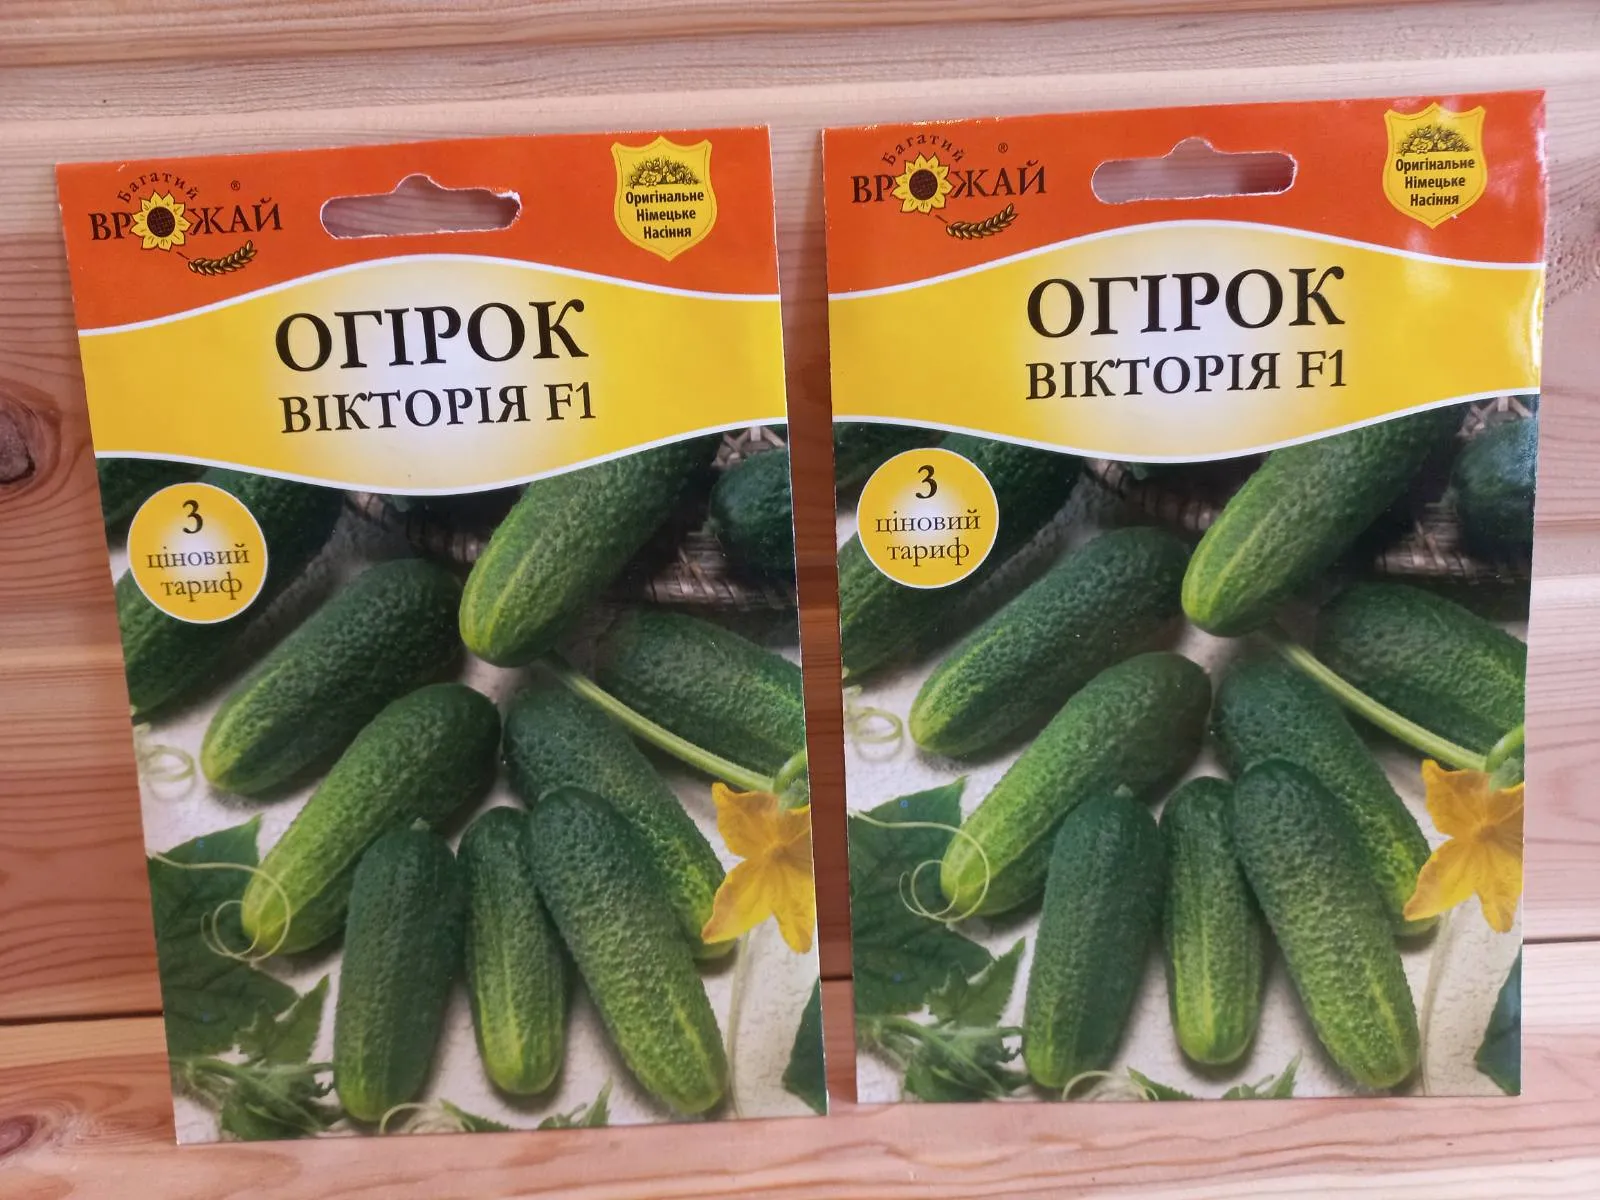 Багатий
ВРОЖАЙ ®
Оригінальне
Німецьке
Насіння
ОГІРОК
ВІКТОРІЯ F1
3
ціновий
тариф
Багатий
ВРОЖАЙ ®
Оригінальне
Німецьке
Насіння
ОГІРОК
ВІКТОРІЯ F1
3
ціновий
тариф